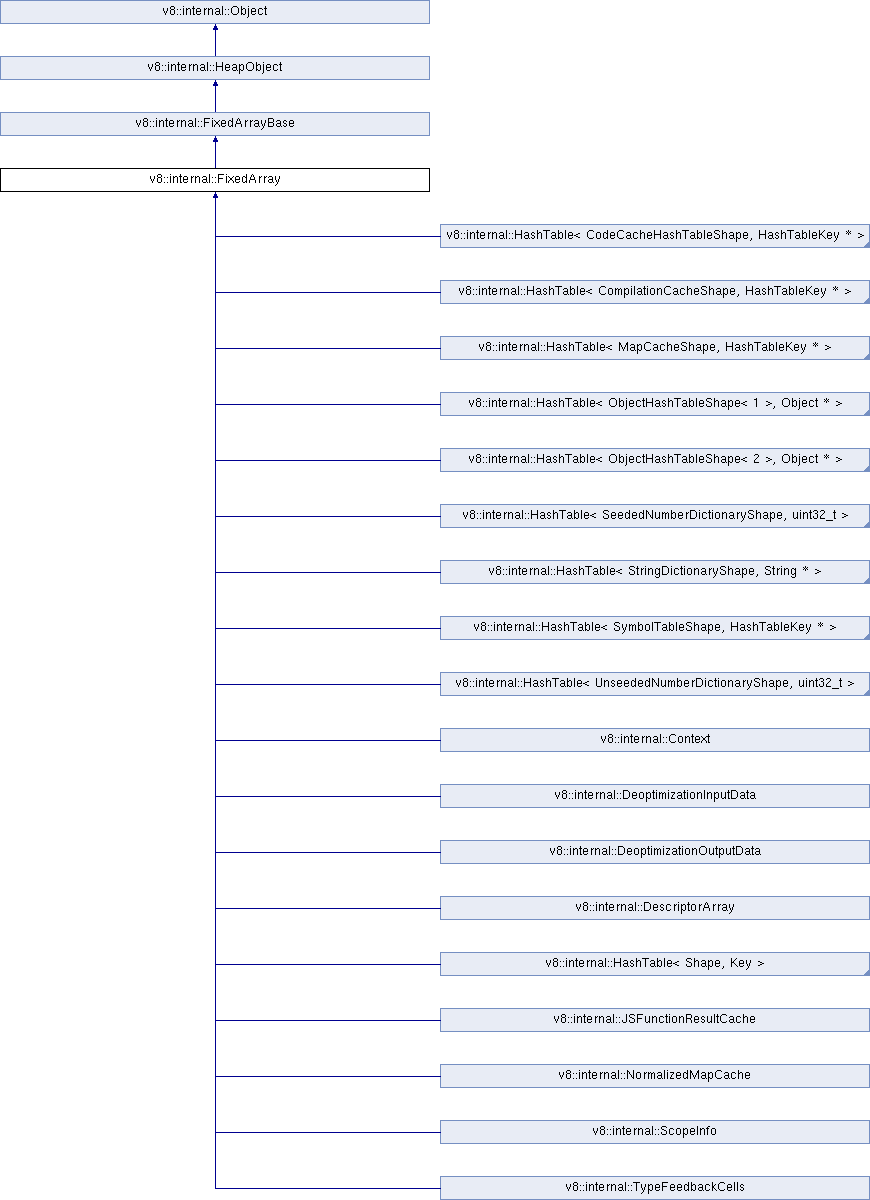 v8::internal::Object
v8::internal::HeapObject
v8::internal::FixedArrayBase
v8::internal::FixedArray
v8::internal::HashTable< CodeCacheHashTableShape, HashTableKey * >
v8::internal::HashTable< CompilationCacheShape, HashTableKey * >
v8::internal::HashTable< MapCacheShape, HashTableKey * >
v8::internal::HashTable< ObjectHashTableShape< 1 >, Object * >
v8::internal::HashTable< ObjectHashTableShape< 2 >, Object * >
v8::internal::HashTable< SeededNumberDictionaryShape, uint32_t >
v8::internal::HashTable< StringDictionaryShape, String * >
v8::internal::HashTable< SymbolTableShape, HashTableKey * >
v8::internal::HashTable< UnseededNumberDictionaryShape, uint32_t >
v8::internal::Context
v8::internal::DeoptimizationInputData
v8::internal::DeoptimizationOutputData
v8::internal::DescriptorArray
v8::internal::HashTable< Shape, Key >
v8::internal::JSFunctionResultCache
v8::internal::NormalizedMapCache
v8::internal::ScopeInfo
v8::internal::TypeFeedbackCells